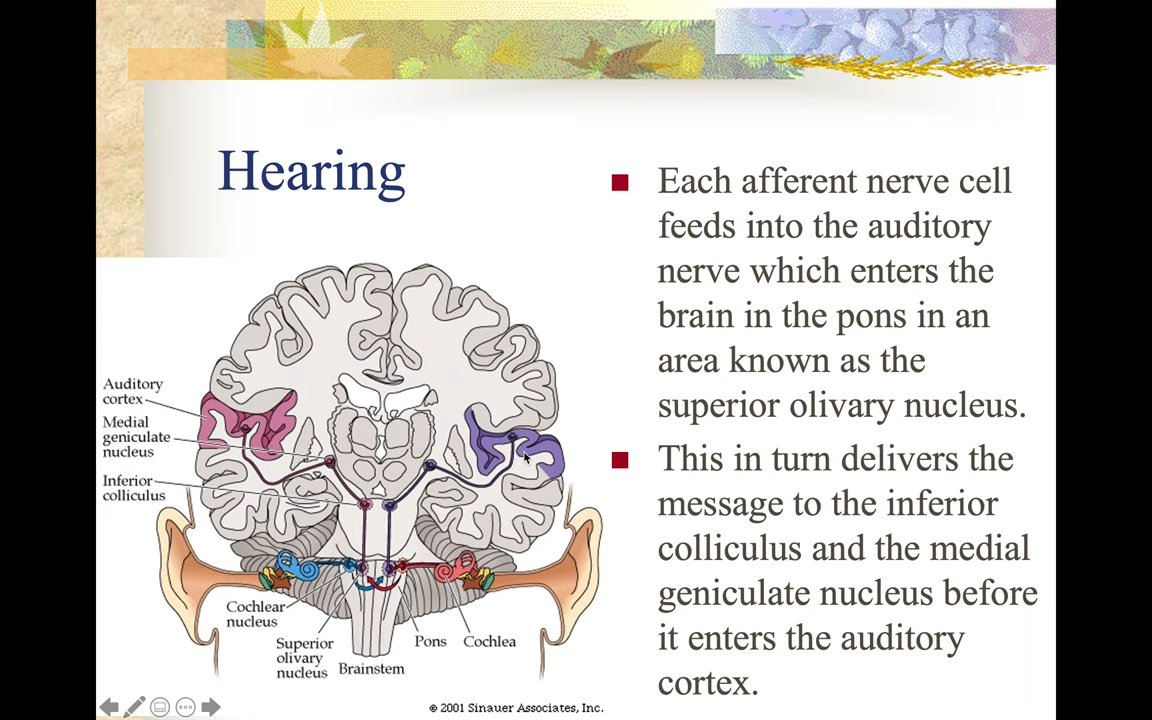 Hearing
Each afferent nerve cell
feeds into the auditory
nerve which enters the
brain in the pons in an
area known as the
superior olivary nucleus.
This in turn delivers the
message to the inferior
colliculus and the medial
geniculate nucleus before
it enters the auditory
cortex.
Auditory
cortex
Medial
geniculate
nucleus
Inferior
colliculus
Cochlear
nucleus
Superior
olivary
nucleus
Brainstem
Pons
Cochlea
© 2001 Sinauer Associates, Inc.